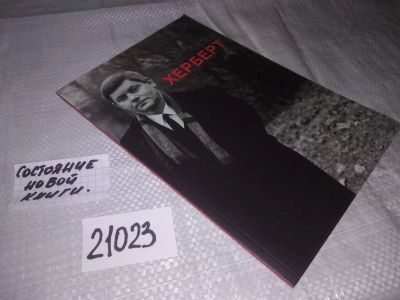 ХЕРБЕРТ
СОСТОЯНИЕ
НОВОЙ
КНИГИ.
21023